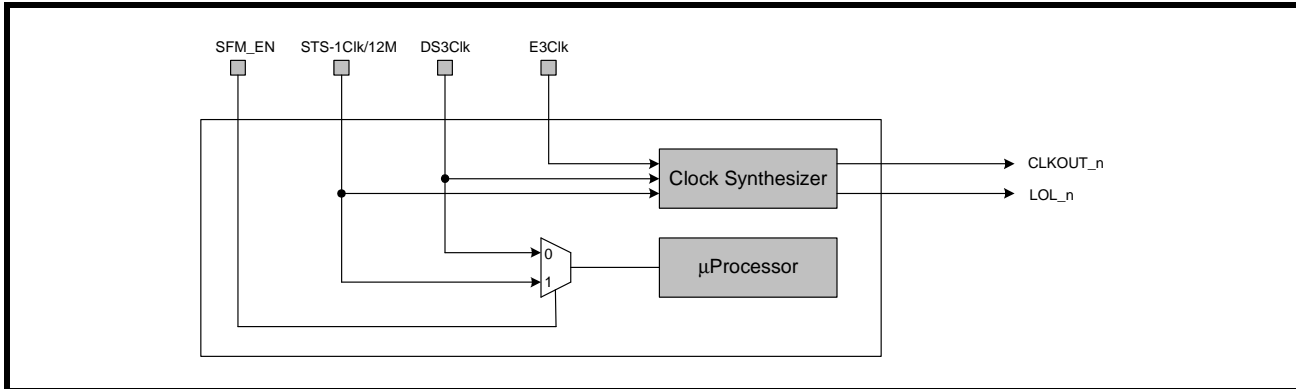 SFM_EN STS-1Clk/12M DS3Clk E3Clk
CLKOUT_n
Clock Synthesizer
LOL_n
0
µProcessor
1